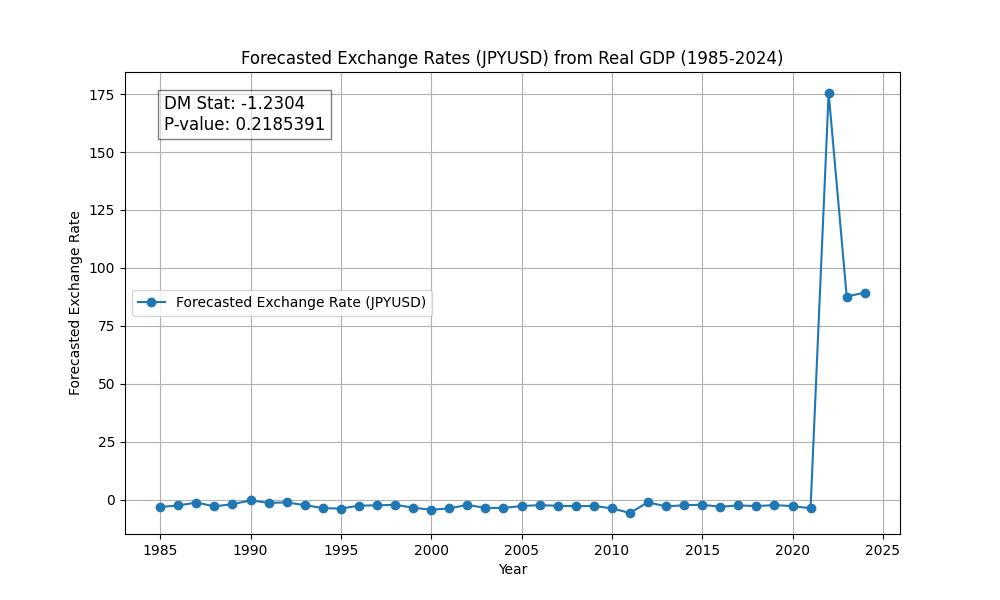 Forecasted Exchange Rates (JPYUSD) from Real GDP (1985-2024)
DM Stat: -1.2304
P-value: 0.2185391
Forecasted Exchange Rate (JPYUSD)
Forecasted Exchange Rate
175
150
125
100
75
50
25
0
1985 1990 1995 2000 2005 2010 2015 2020 2025
Year